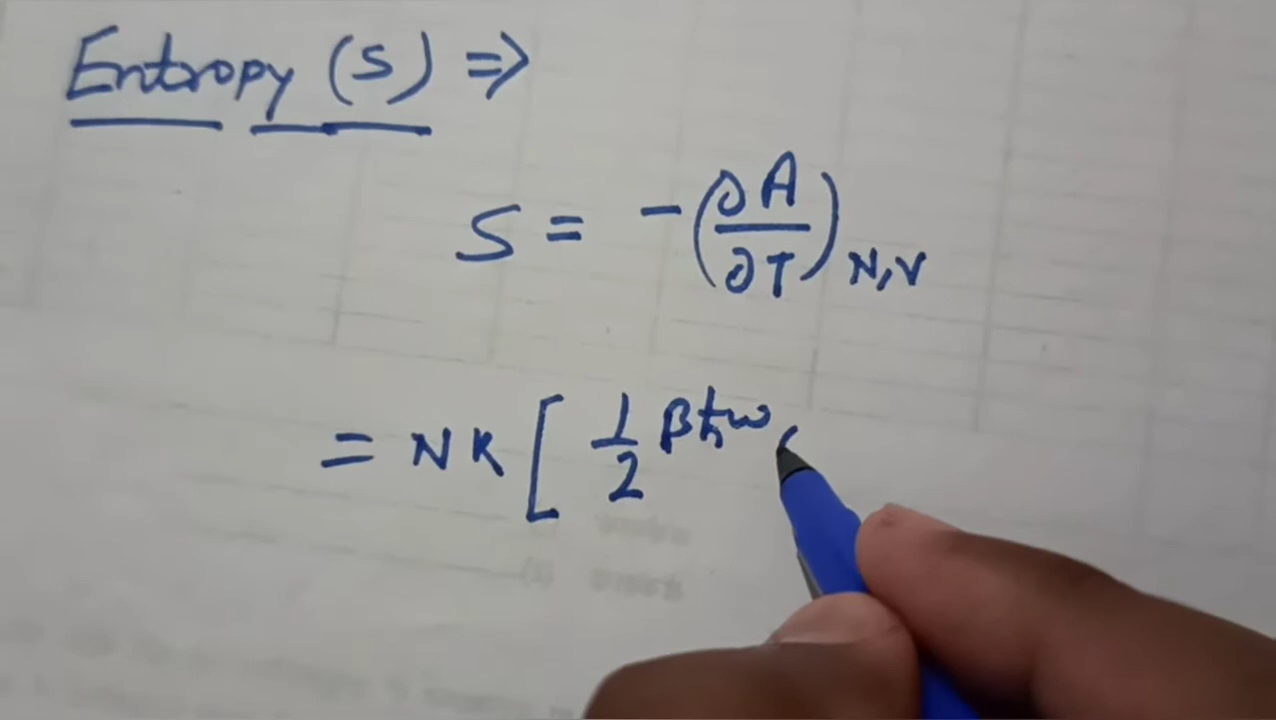 Entropy (S) ⇒
S = -(∂A/∂T)N,V
= NK [ 1/2 βħω